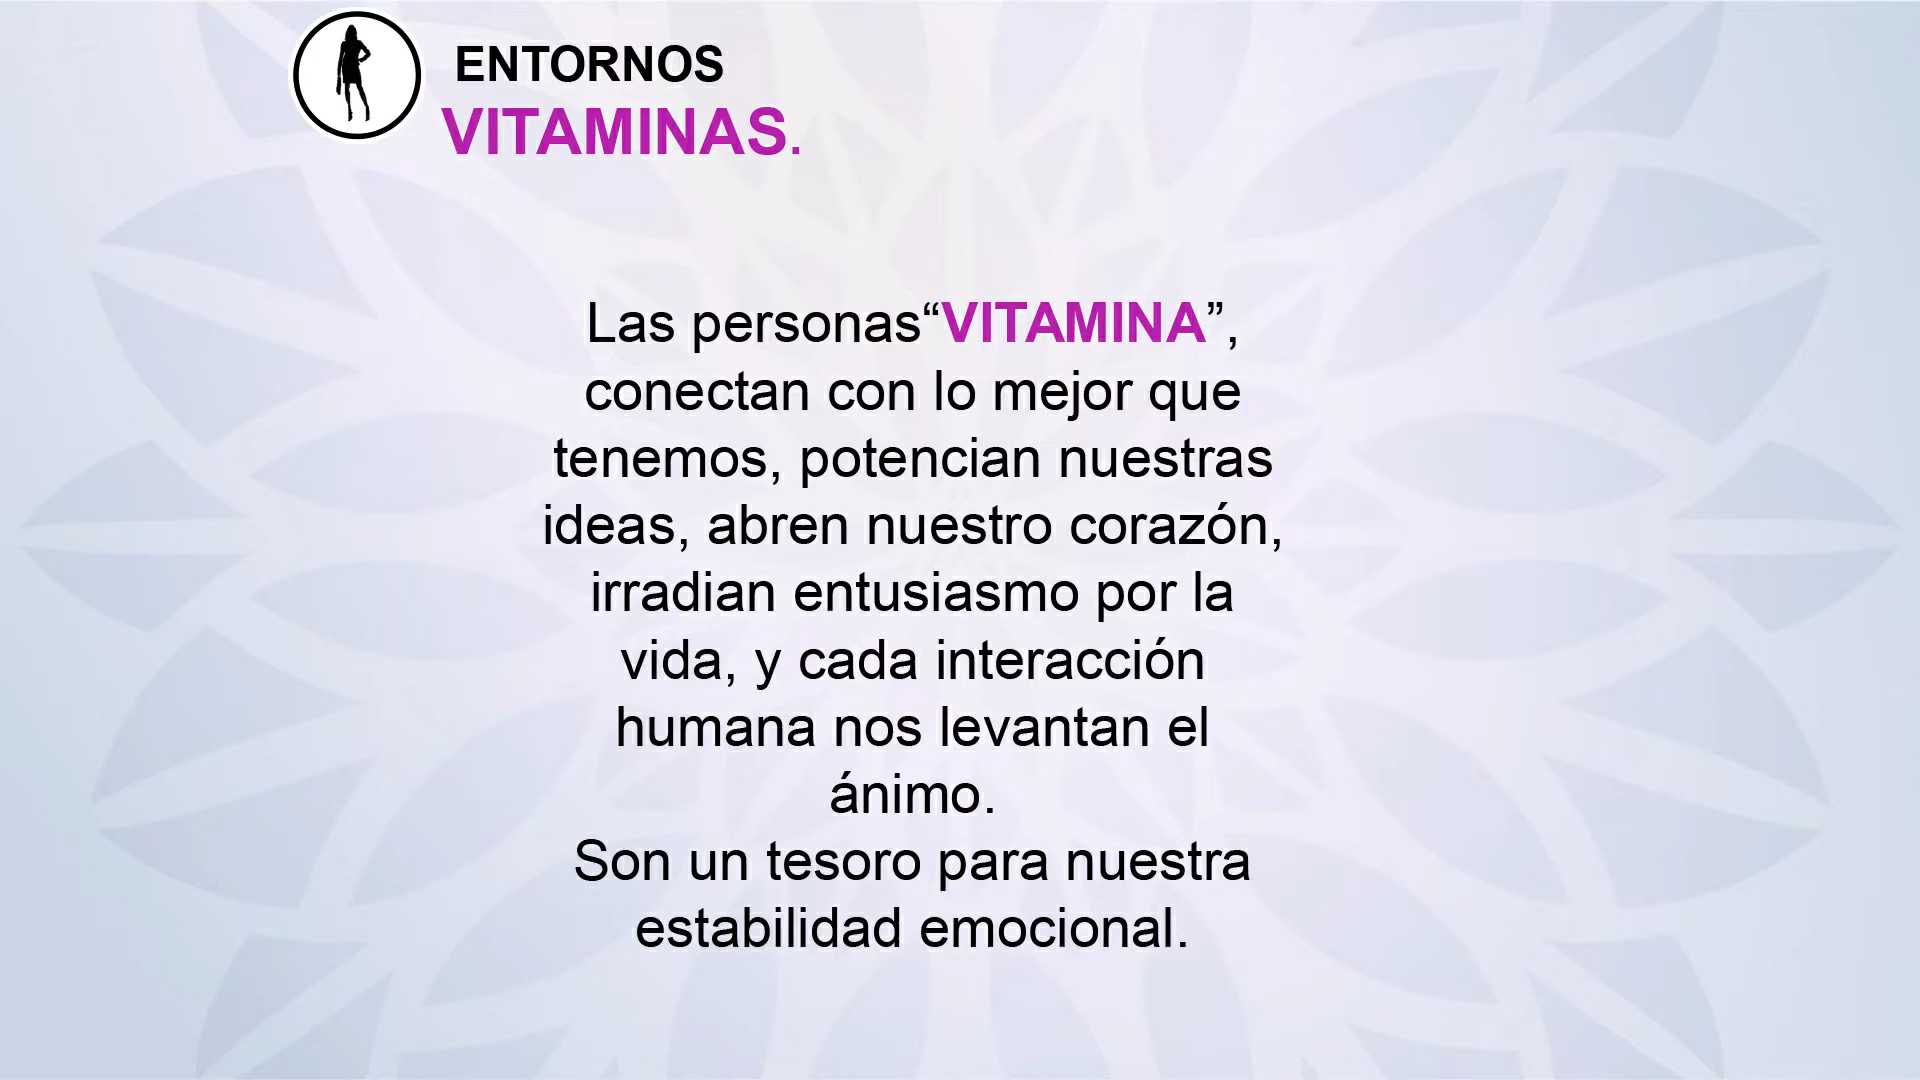 ENTORNOS
VITAMINAS.
Las personas“VITAMINA”,
conectan con lo mejor que
tenemos, potencian nuestras
ideas, abren nuestro corazón,
irradian entusiasmo por la
vida, y cada interacción
humana nos levantan el
ánimo.
Son un tesoro para nuestra
estabilidad emocional.